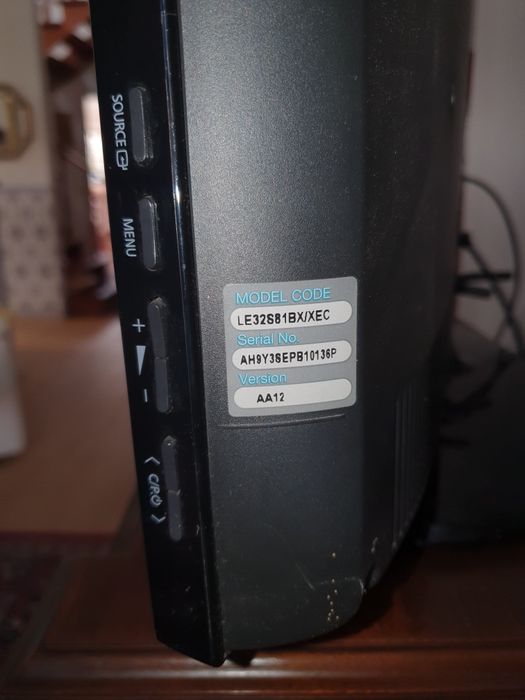 SOURCE
MENU
+
-
< C/P. >
MODEL CODE
LE32S81BX/XEC
Serial No.
AH9Y3SEPB10136P
Version
AA12